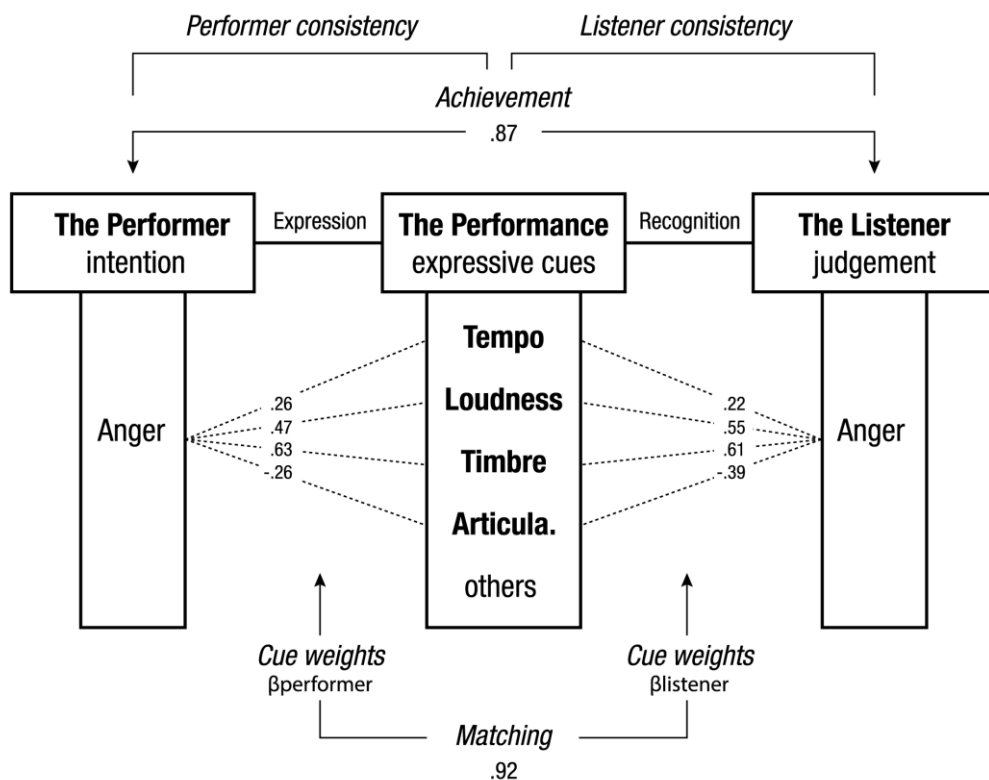 Performer consistency
Listener consistency
Achievement
.87
The Performer
intention
Expression
The Performance
expressive cues
Recognition
The Listener
judgement
Anger
.26
.47
.63
-.26
Tempo
Loudness
Timbre
Articula.
others
.22
.55
.61
-.39
Anger
Cue weights
βperformer
Cue weights
βlistener
Matching
.92